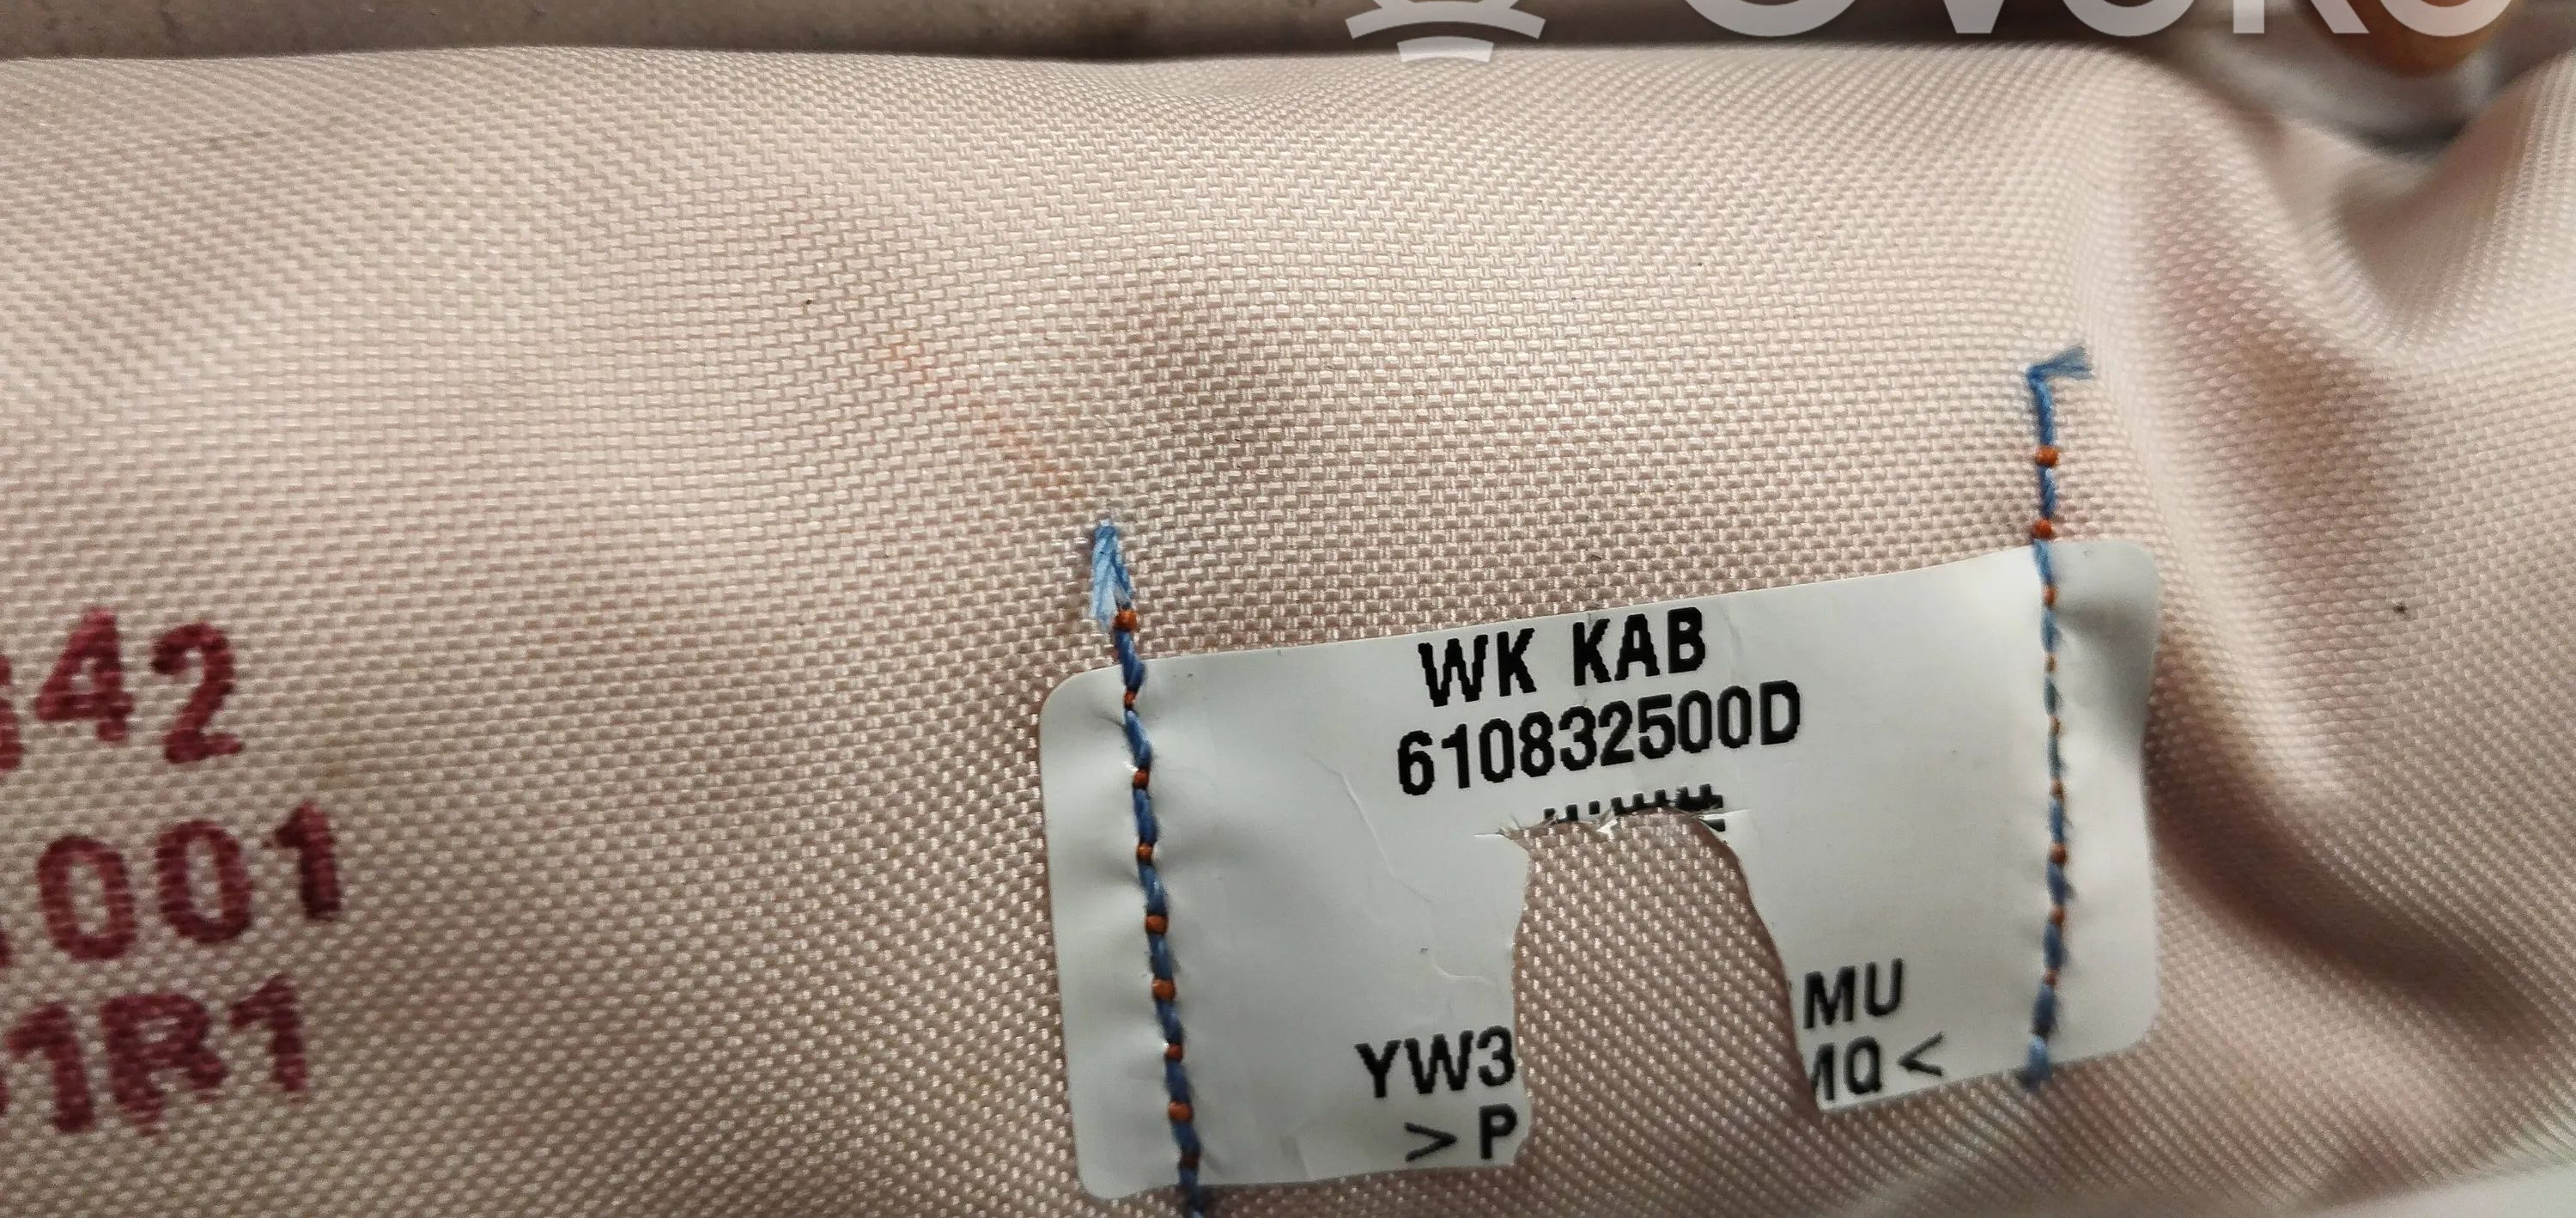 WK KAB
610832500D
YW3 MU
>P MQ<
42
001
1R1